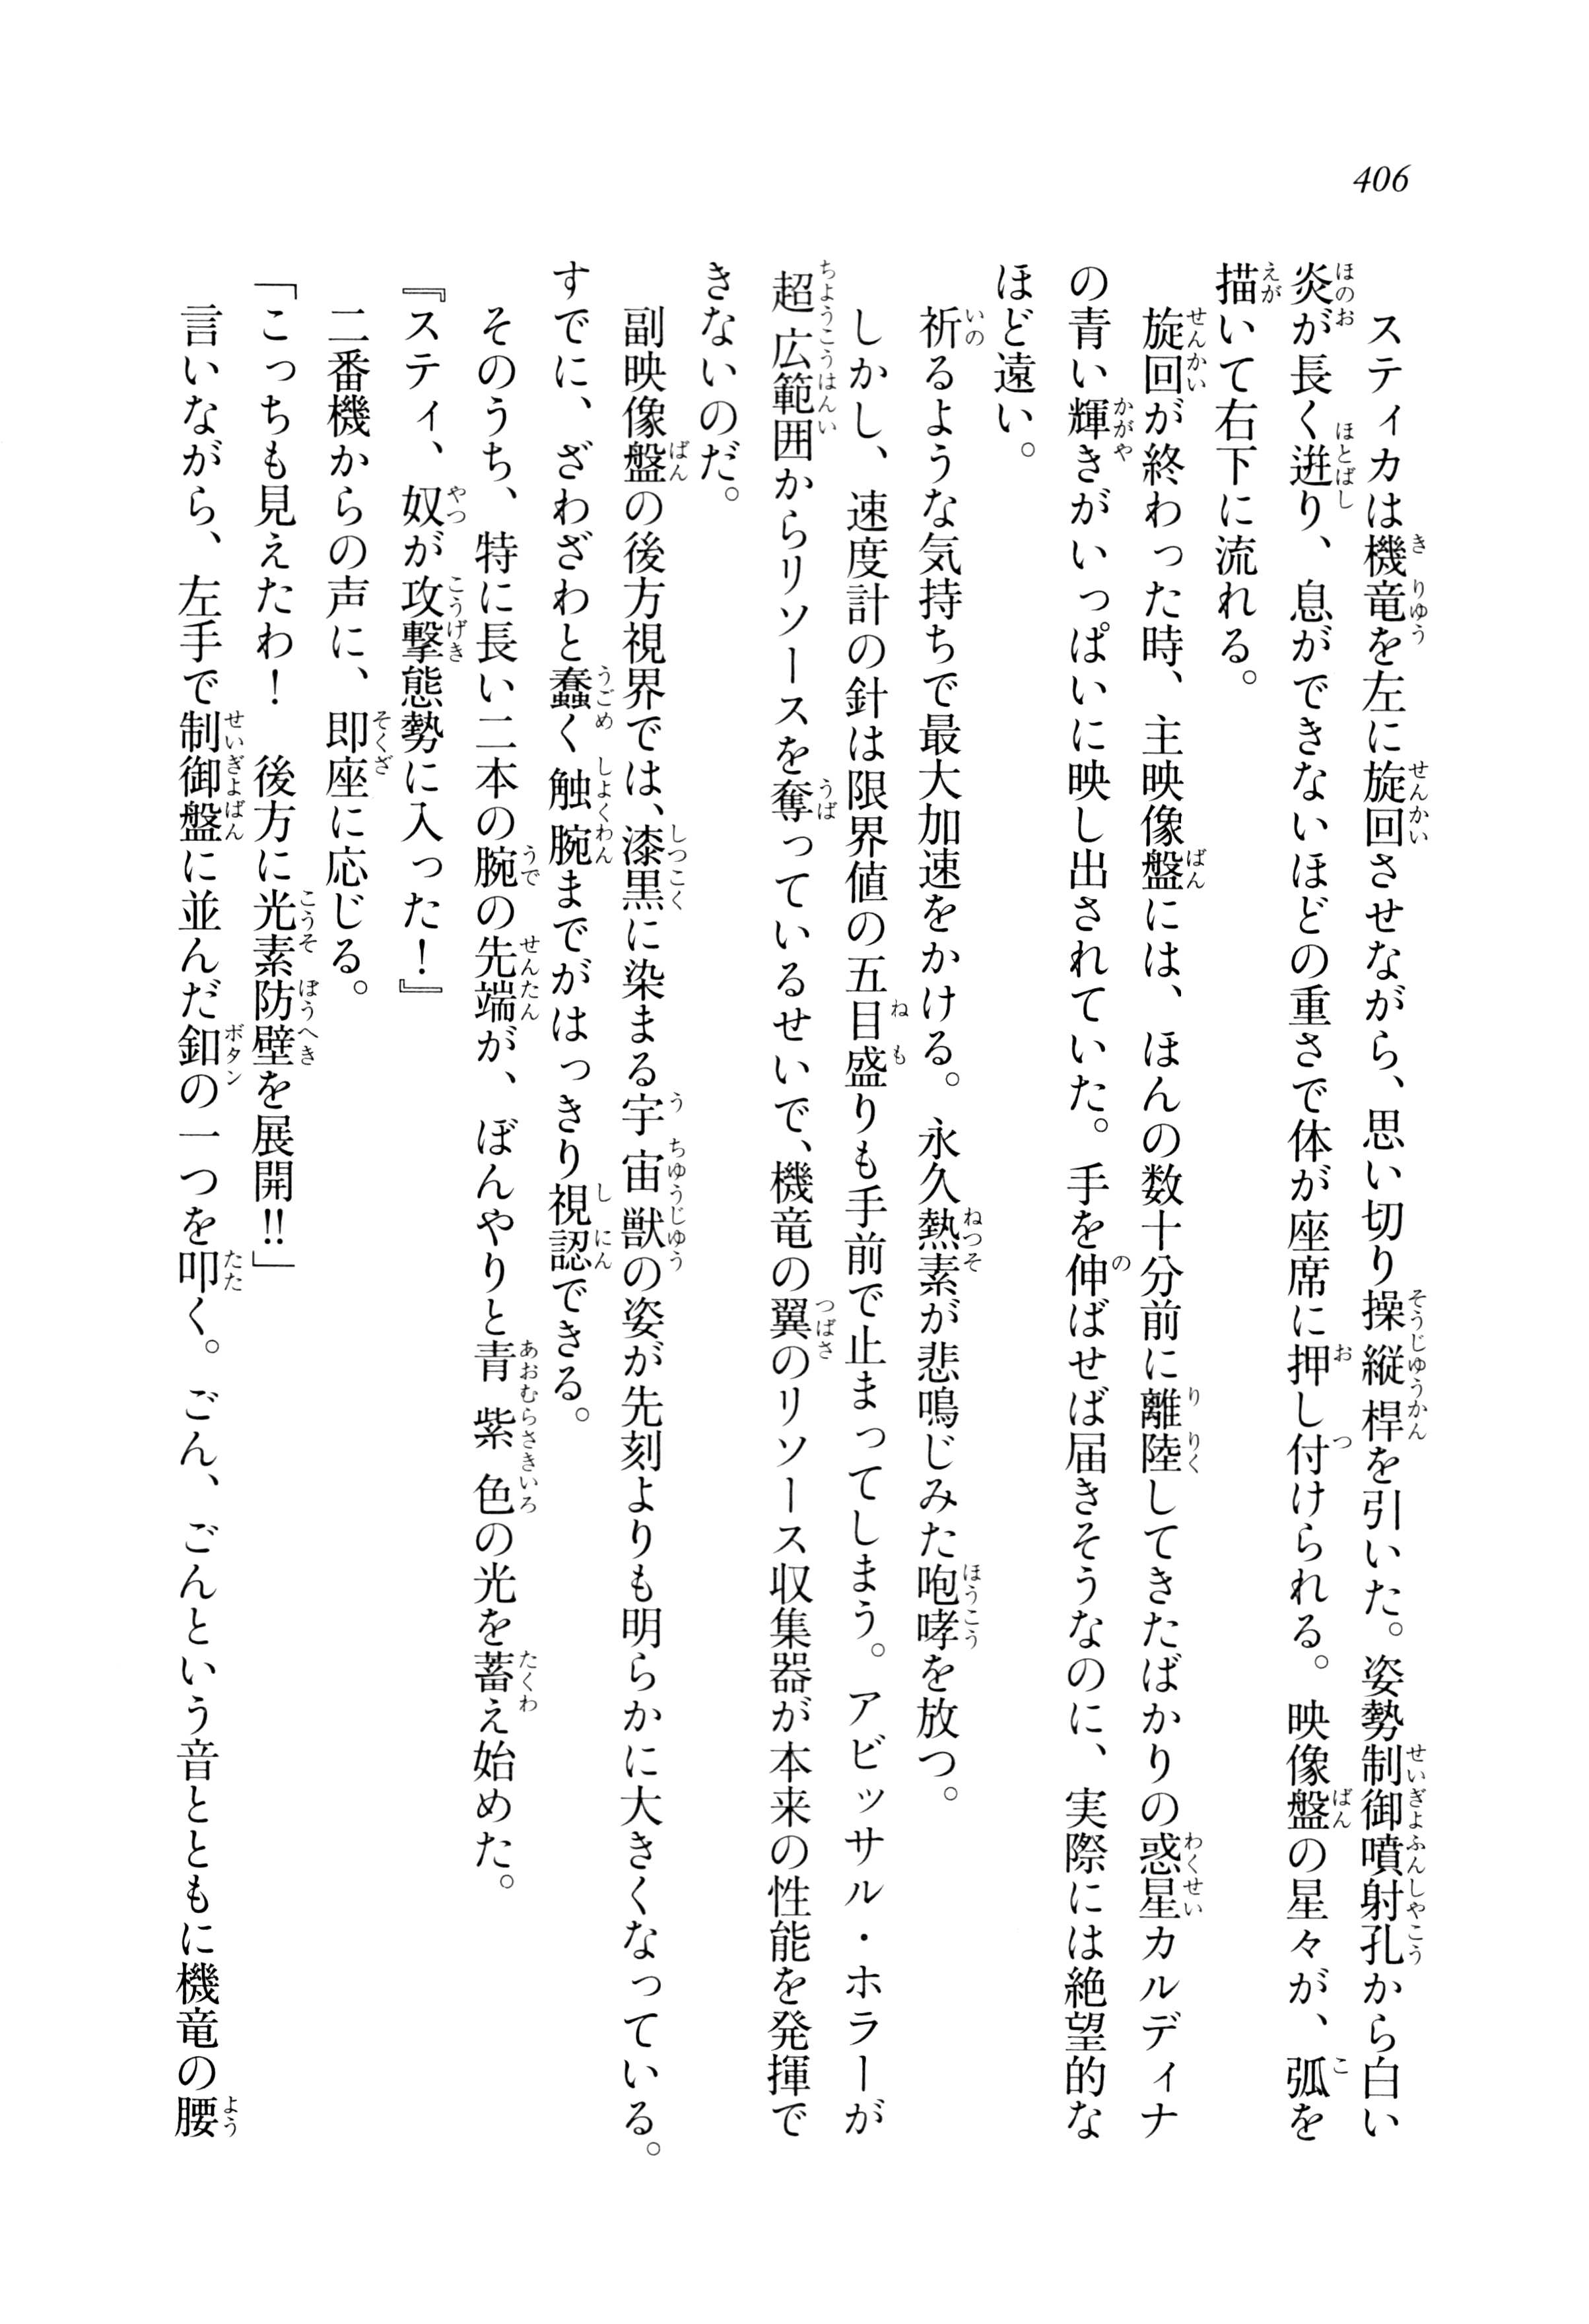 406
スティカは機竜を左に旋回させながら、思い切り操縦桿を引いた。姿勢制御噴射孔から白い
炎が長く迸り、息ができないほどの重さで体が座席に押し付けられる。映像盤の星々が、弧を
描いて右下に流れる。
旋回が終わった時、主映像盤には、ほんの数十分前に離陸してきたばかりの惑星カルディナ
の青い輝きがいっぱいに映し出されていた。手を伸ばせば届きそうなのに、実際には絶望的な
ほど遠い。
祈るような気持ちで最大加速をかける。永久熱素が悲鳴じみた咆哮を放つ。
しかし、速度計の針は限界値の五目盛りも手前で止まってしまう。アビッサル・ホラーが
超広範囲からリソースを奪っているせいで、機竜の翼のリソース収集器が本来の性能を発揮で
きないのだ。
副映像盤の後方視界では、漆黒に染まる宇宙獣の姿が先刻よりも明らかに大きくなっている。
すでに、ざわざわと蠢く触腕までがはっきり視認できる。
そのうち、特に長い二本の腕の先端が、ぼんやりと青紫色の光を蓄え始めた。
『スティ、奴が攻撃態勢に入った！』
二番機からの声に、即座に応じる。
「こっちも見えたわ！　後方に光素防壁を展開!!」
言いながら、左手で制御盤に並んだ釦の一つを叩く。ごん、ごんという音とともに機竜の腰